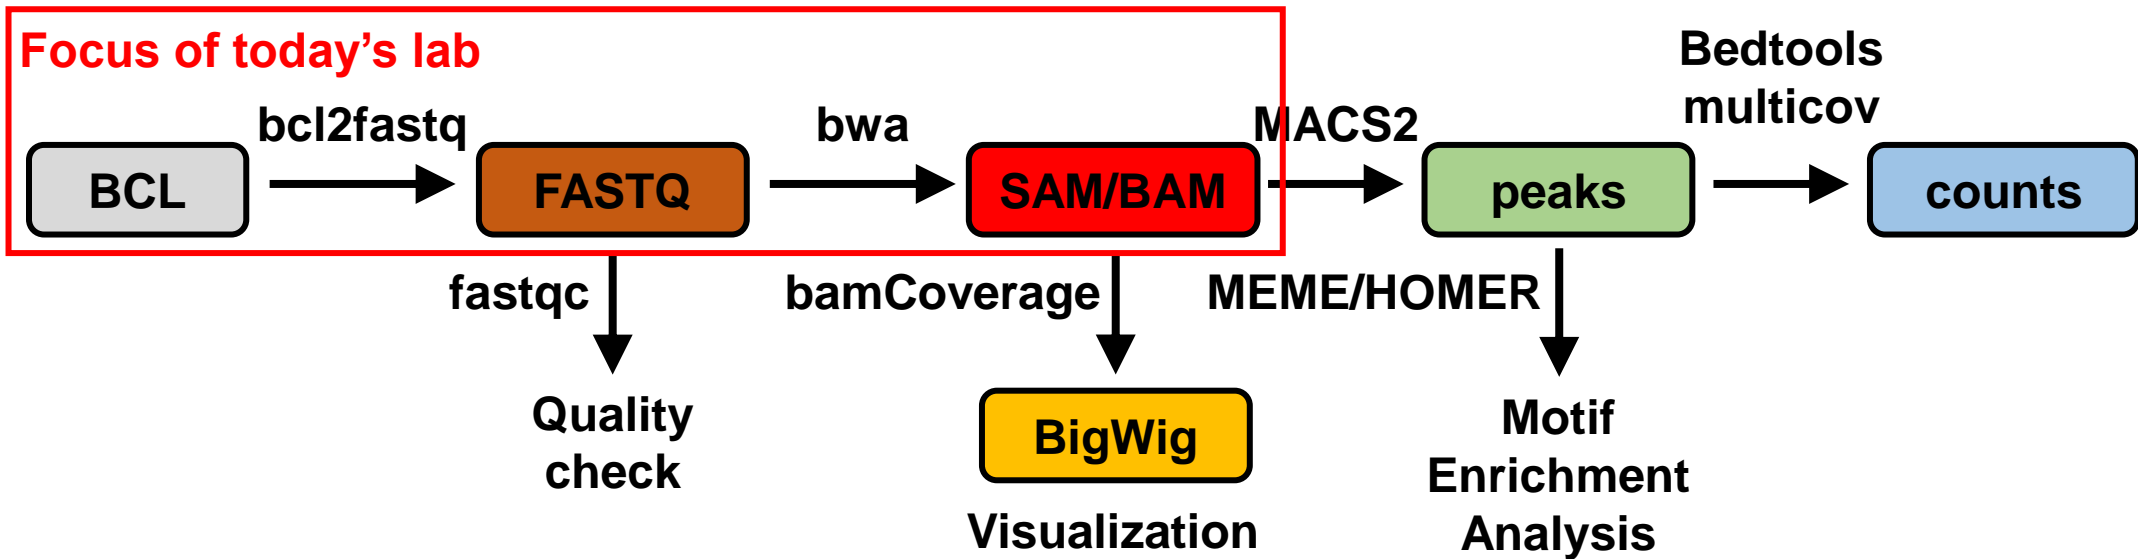 Focus of today’s lab
Bedtools
multicov
bcl2fastq
bwa
MACS2
BCL
FASTQ
SAM/BAM
peaks
counts
fastqc
bamCoverage
MEME/HOMER
Quality
check
BigWig
Visualization
Motif
Enrichment
Analysis